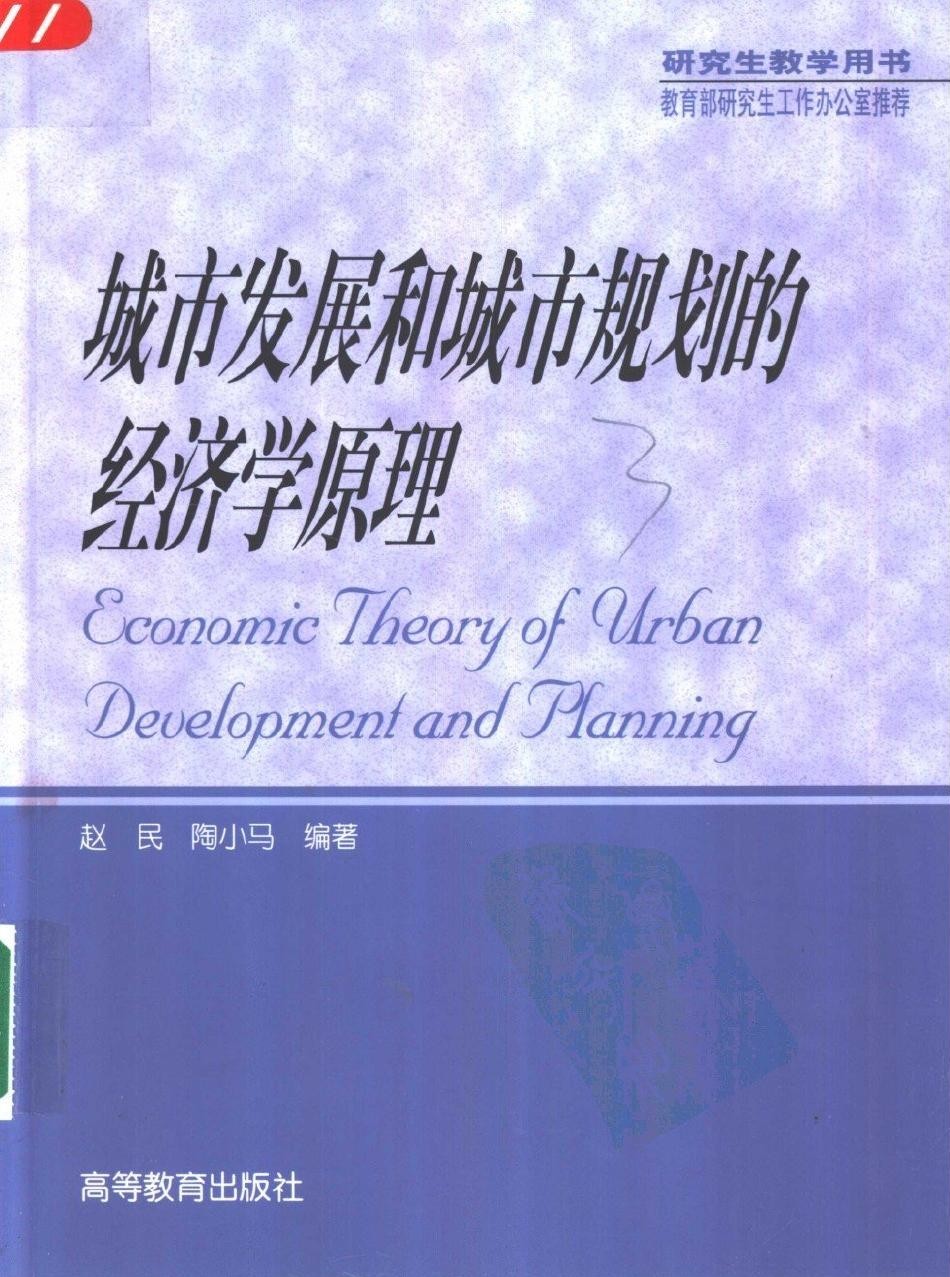 研究生教学用书
教育部研究生工作办公室推荐
城市发展和城市规划的
经济学原理
Economic Theory of Urban
Development and Planning
赵 民 陶小马 编著
高等教育出版社